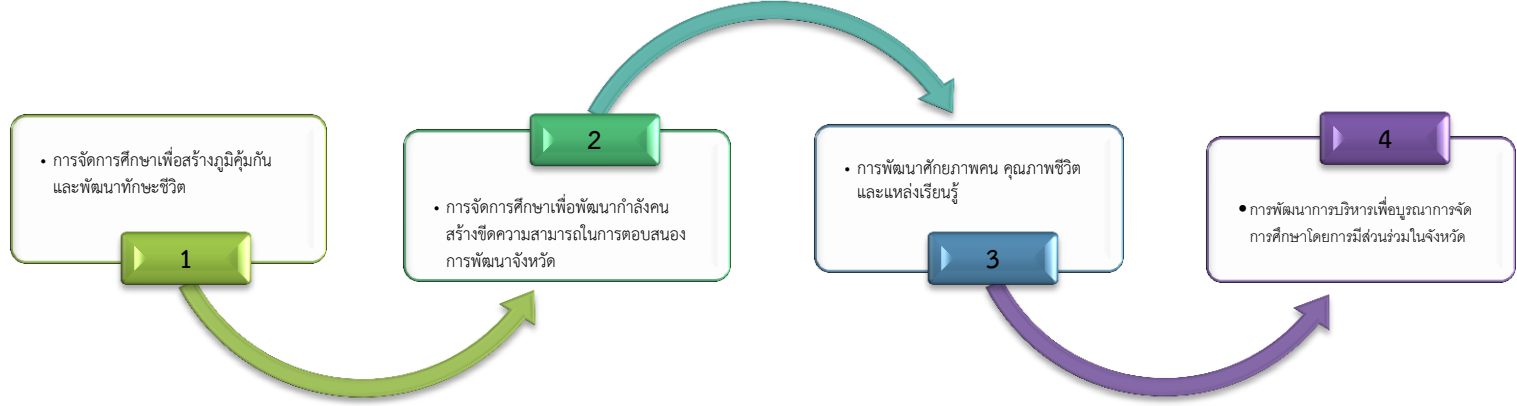 • การจัดการศึกษาเพื่อสร้างภูมิคุ้มกัน
และพัฒนาทักษะชีวิต
1
2
• การจัดการศึกษาเพื่อพัฒนากำลังคน
สร้างขีดความสามารถในการตอบสนอง
การพัฒนาจังหวัด
• การพัฒนาศักยภาพคน คุณภาพชีวิต
และแหล่งเรียนรู้
3
4
• การพัฒนาการบริหารเพื่อบูรณาการจัด
การศึกษาโดยการมีส่วนร่วมในจังหวัด